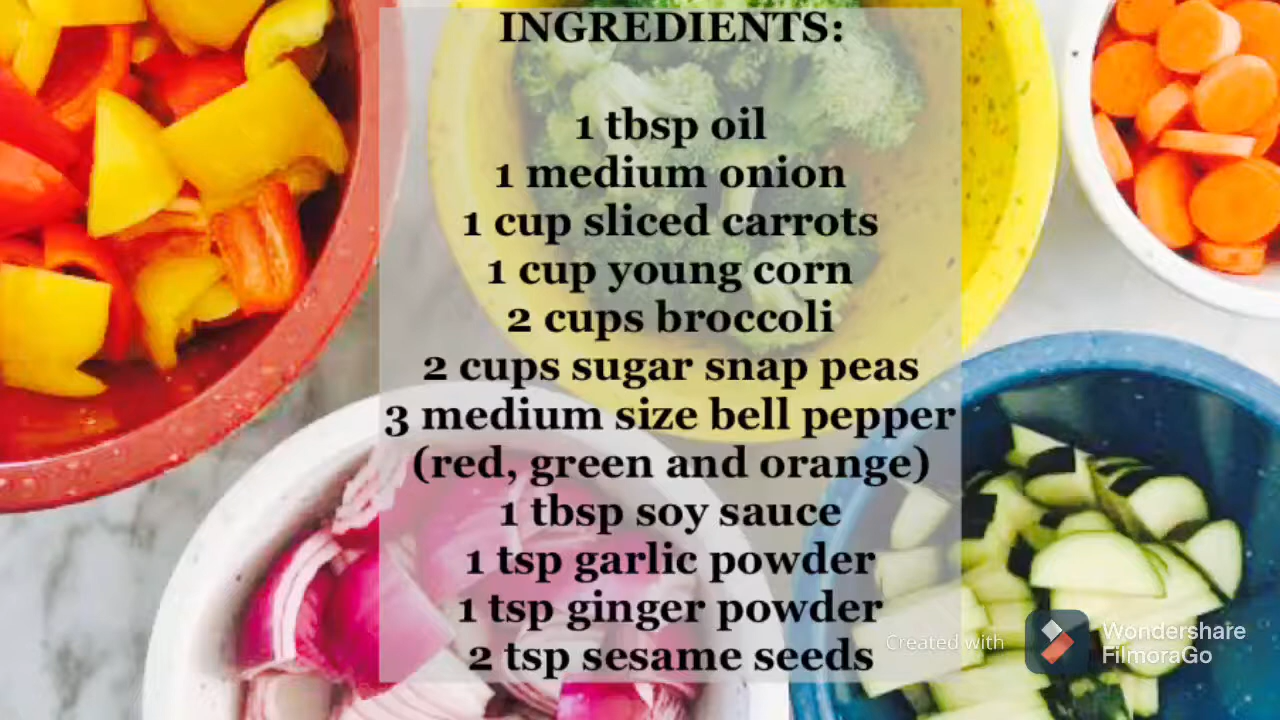 INGREDIENTS:
1 tbsp oil
1 medium onion
1 cup sliced carrots
1 cup young corn
2 cups broccoli
2 cups sugar snap peas
3 medium size bell pepper
(red, green and orange)
1 tbsp soy sauce
1 tsp garlic powder
1 tsp ginger powder
2 tsp sesame seeds
Created with
Wondershare
FilmoraGo